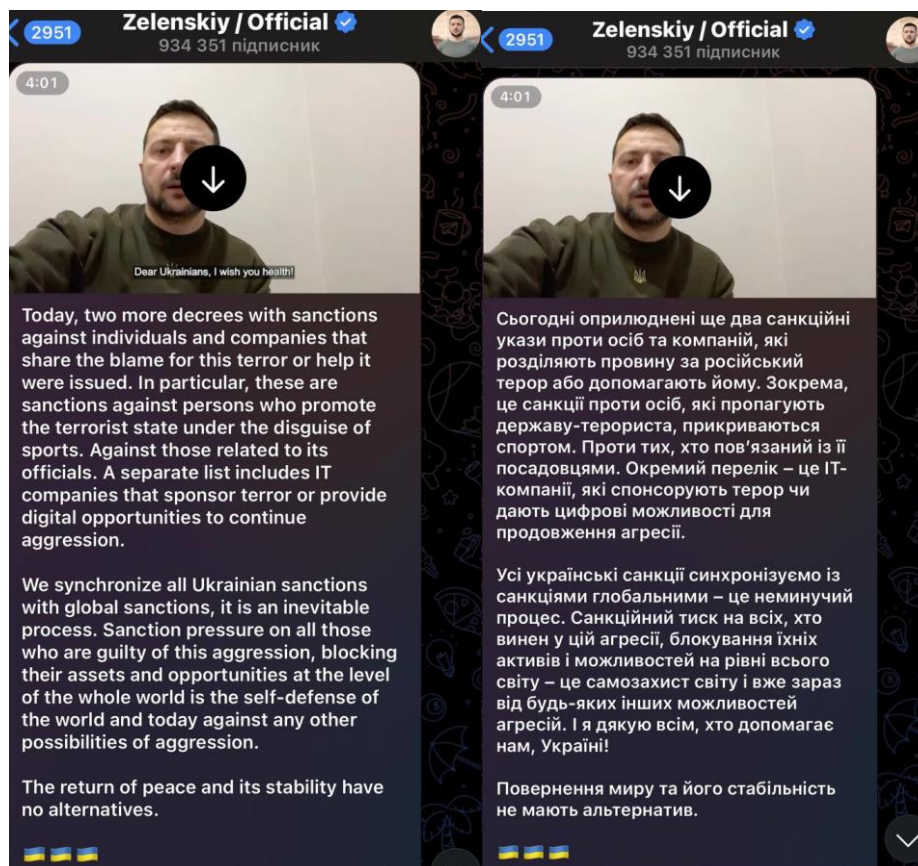 2951
Zelenskiy / Official
934 351 підписник
4:01
Dear Ukrainians, I wish you health!
Today, two more decrees with sanctions
against individuals and companies that
share the blame for this terror or help it
were issued. In particular, these are
sanctions against persons who promote
the terrorist state under the disguise of
sports. Against those related to its
officials. A separate list includes IT
companies that sponsor terror or provide
digital opportunities to continue
aggression.
We synchronize all Ukrainian sanctions
with global sanctions, it is an inevitable
process. Sanction pressure on all those
who are guilty of this aggression, blocking
their assets and opportunities at the level
of the whole world is the self-defense of
the world and today against any other
possibilities of aggression.
The return of peace and its stability have
no alternatives.
🇺🇦🇺🇦🇺🇦
2951
Zelenskiy / Official
934 351 підписник
4:01
Сьогодні оприлюднені ще два санкційні
укази проти осіб та компаній, які
розділяють провину за російський
терор або допомагають йому. Зокрема,
це санкції проти осіб, які пропагують
державу-терориста, прикриваються
спортом. Проти тих, хто пов’язаний із її
посадовцями. Окремий перелік – це ІТ-
компанії, які спонсорують терор чи
дають цифрові можливості для
продовження агресії.
Усі українські санкції синхронізуємо із
санкціями глобальними – це неминучий
процес. Санкційний тиск на всіх, хто
винен у цій агресії, блокування їхніх
активів і можливостей на рівні всього
світу – це самозахист світу і вже зараз
від будь-яких інших можливостей
агресій. І я дякую всім, хто допомагає
нам, Україні!
Повернення миру та його стабільність
не мають альтернатив.
🇺🇦🇺🇦🇺🇦